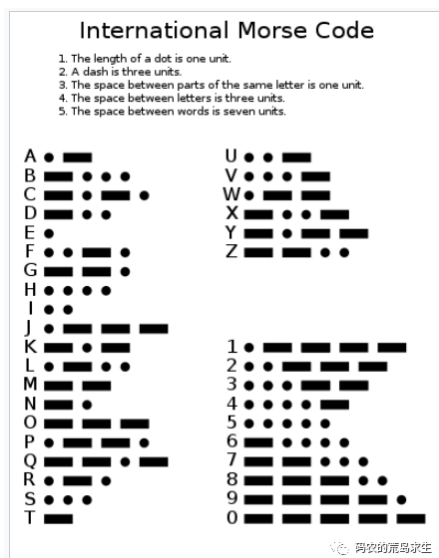 International Morse Code
1. The length of a dot is one unit.
2. A dash is three units.
3. The space between parts of the same letter is one unit.
4. The space between letters is three units.
5. The space between words is seven units.
A
B
C
D
E
F
G
H
I
J
K
L
M
N
O
P
Q
R
S
T
U
V
W
X
Y
Z
1
2
3
4
5
6
7
8
9
0
码农的荒岛求生